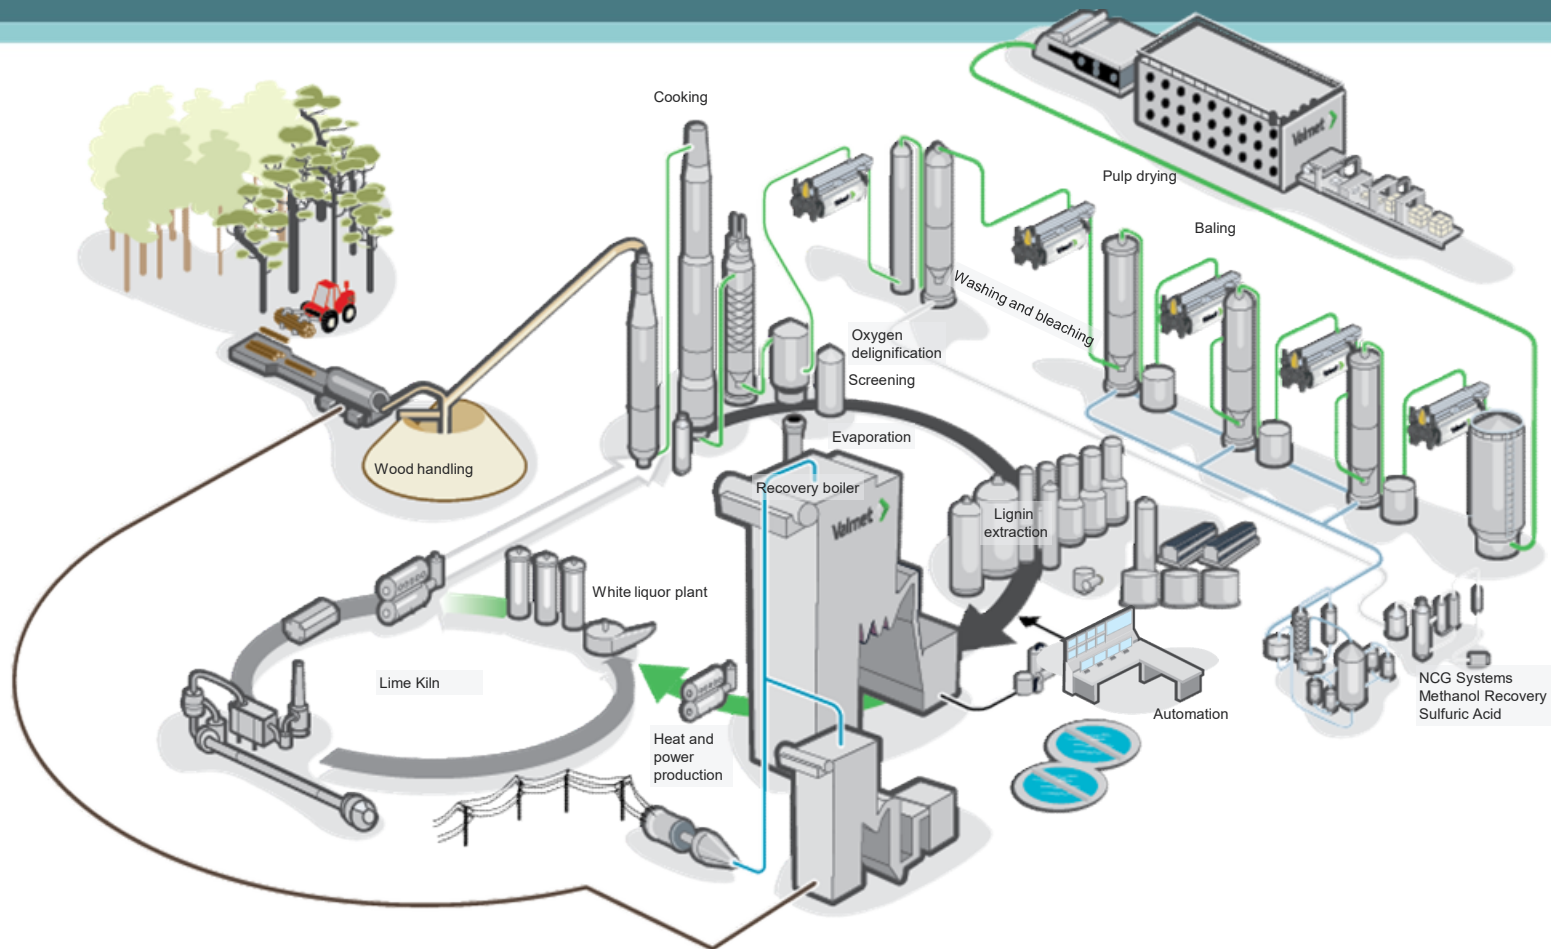 Cooking
Valmet
Pulp drying
Baling
Washing and bleaching
Oxygen
delignification
Screening
Evaporation
Wood handling
Recovery boiler
Valmet
Lignin
extraction
White liquor plant
Lime Kiln
NCG Systems
Methanol Recovery
Sulfuric Acid
Automation
Heat and
power
production